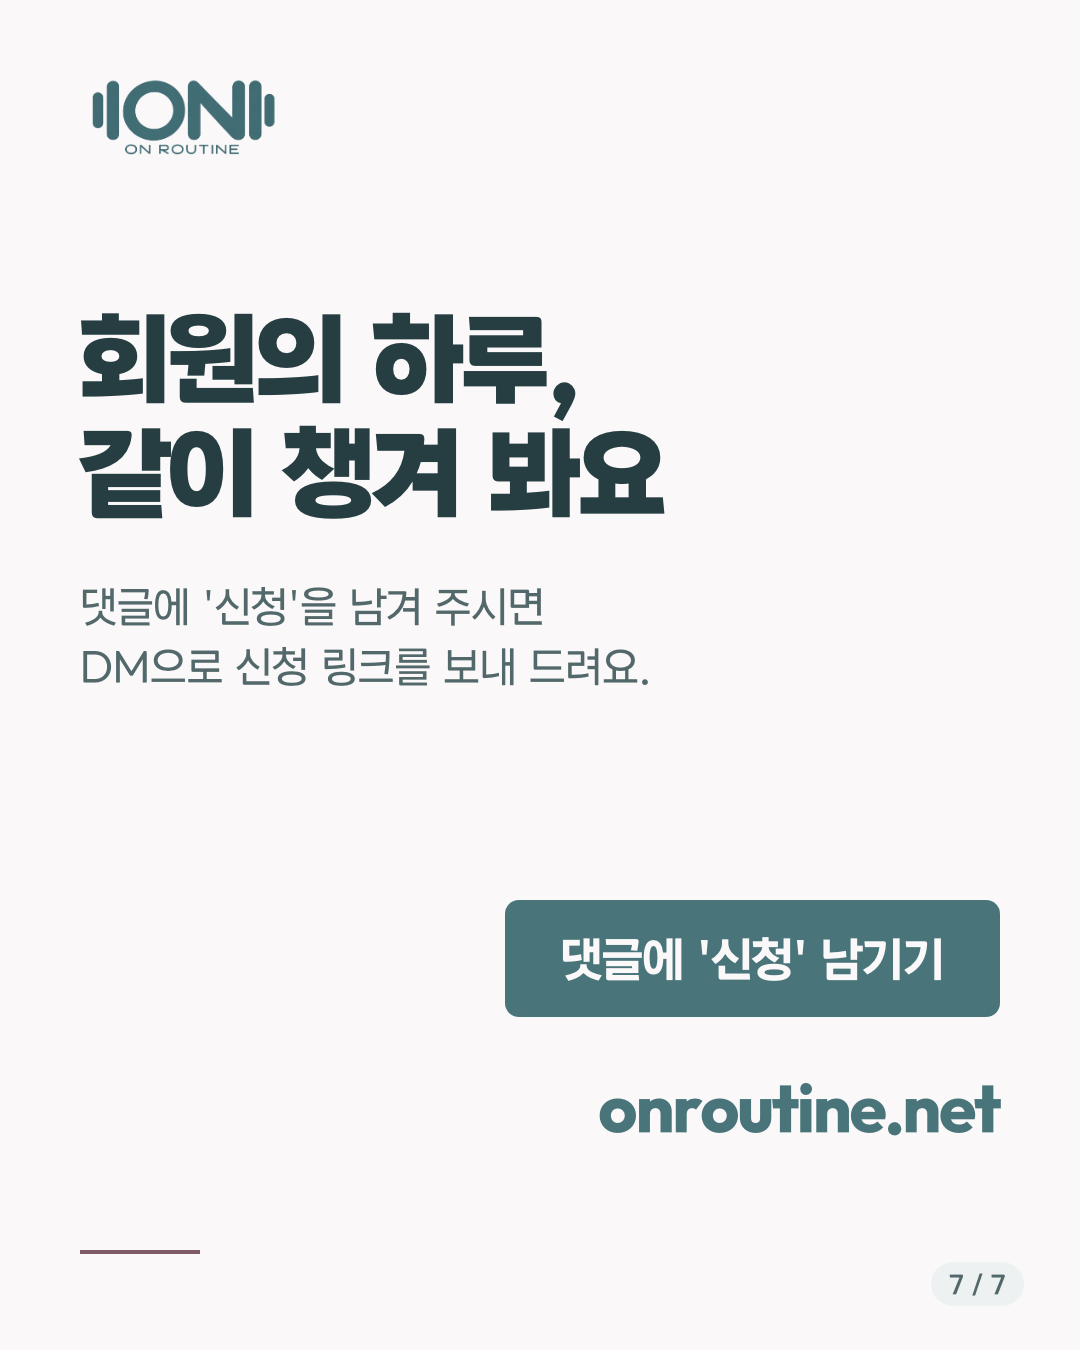 ION
ON ROUTINE
회원의 하루,
같이 챙겨 봐요
댓글에 '신청'을 남겨 주시면
DM으로 신청 링크를 보내 드려요.
댓글에 '신청' 남기기
onroutine.net
7 / 7